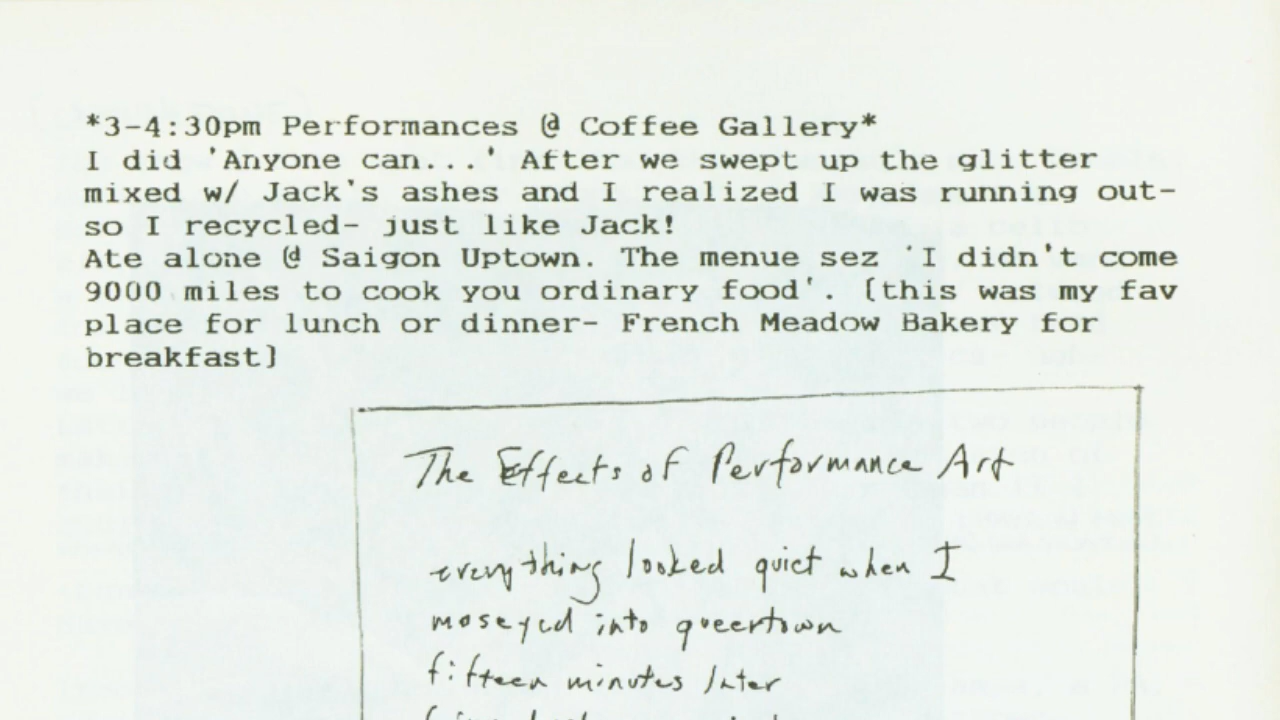 *3-4:30pm Performances @ Coffee Gallery*
I did 'Anyone can...' After we swept up the glitter
mixed w/ Jack's ashes and I realized I was running out-
so I recycled- just like Jack!
Ate alone @ Saigon Uptown. The menue sez 'I didn't come
9000 miles to cook you ordinary food'. [this was my fav
place for lunch or dinner- French Meadow Bakery for
breakfast]
The Effects of Performance Art
everything looked quiet when I
moseyed into queertown
fifteen minutes later